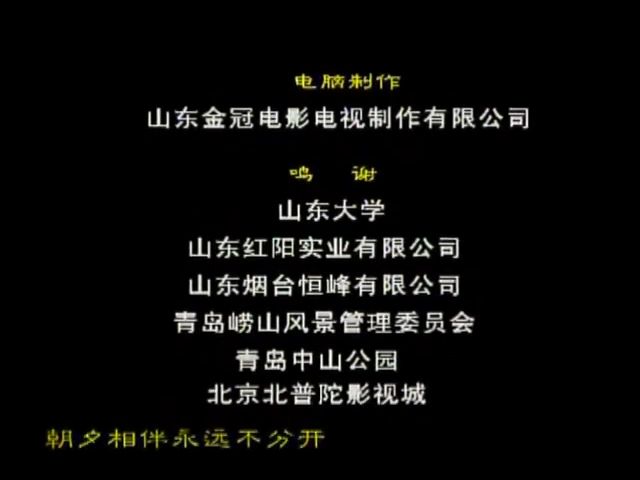 电脑制作
山东金冠电影电视制作有限公司
鸣 谢
山东大学
山东红阳实业有限公司
山东烟台恒峰有限公司
青岛崂山风景管理委员会
青岛中山公园
北京北普陀影视城
朝夕相伴永远不分开